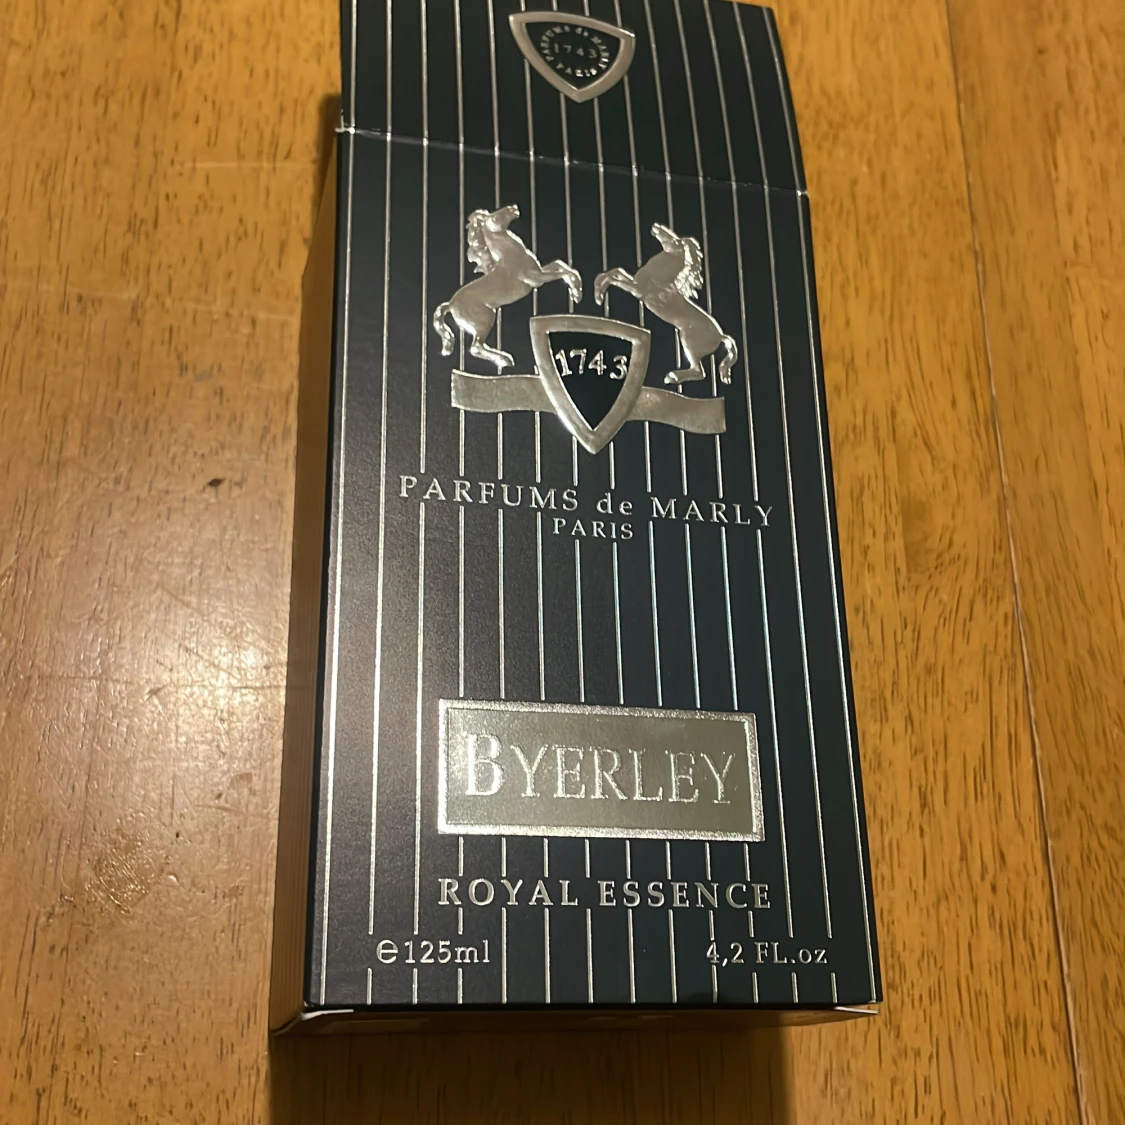 PARFUMS de MARLY
1743
PARIS
1743
PARFUMS de MARLY
PARIS
BYERLEY
ROYAL ESSENCE
℮125ml 4,2 FL.oz